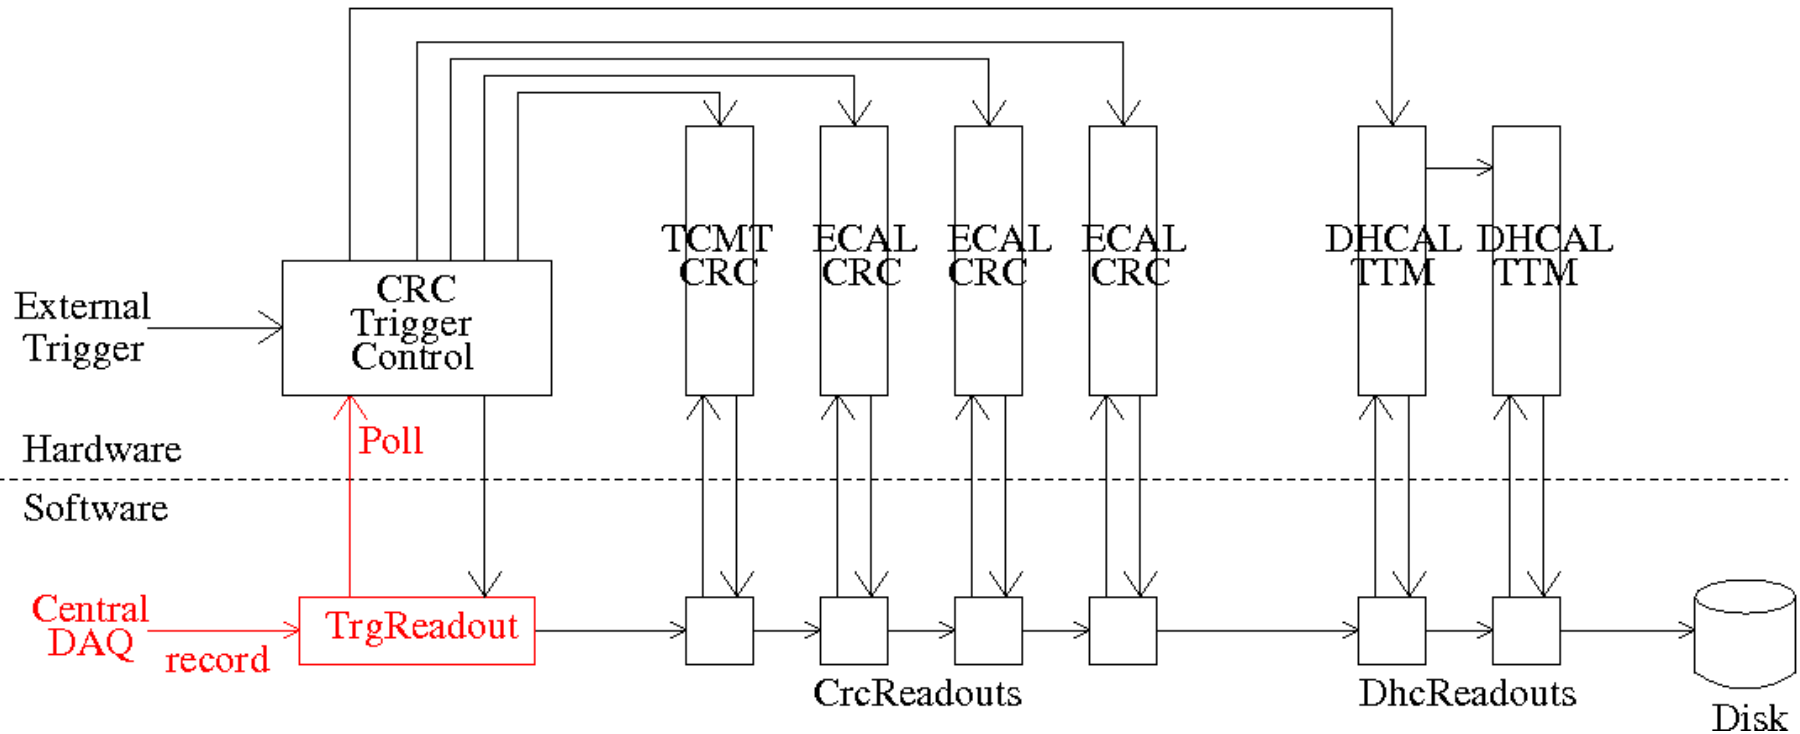 TCMT
CRC
ECAL
CRC
ECAL
CRC
ECAL
CRC
DHCAL
TTM
DHCAL
TTM
External
Trigger
CRC
Trigger
Control
Poll
Hardware
Software
Central
DAQ
record
TrgReadout
CrcReadouts
DhcReadouts
Disk